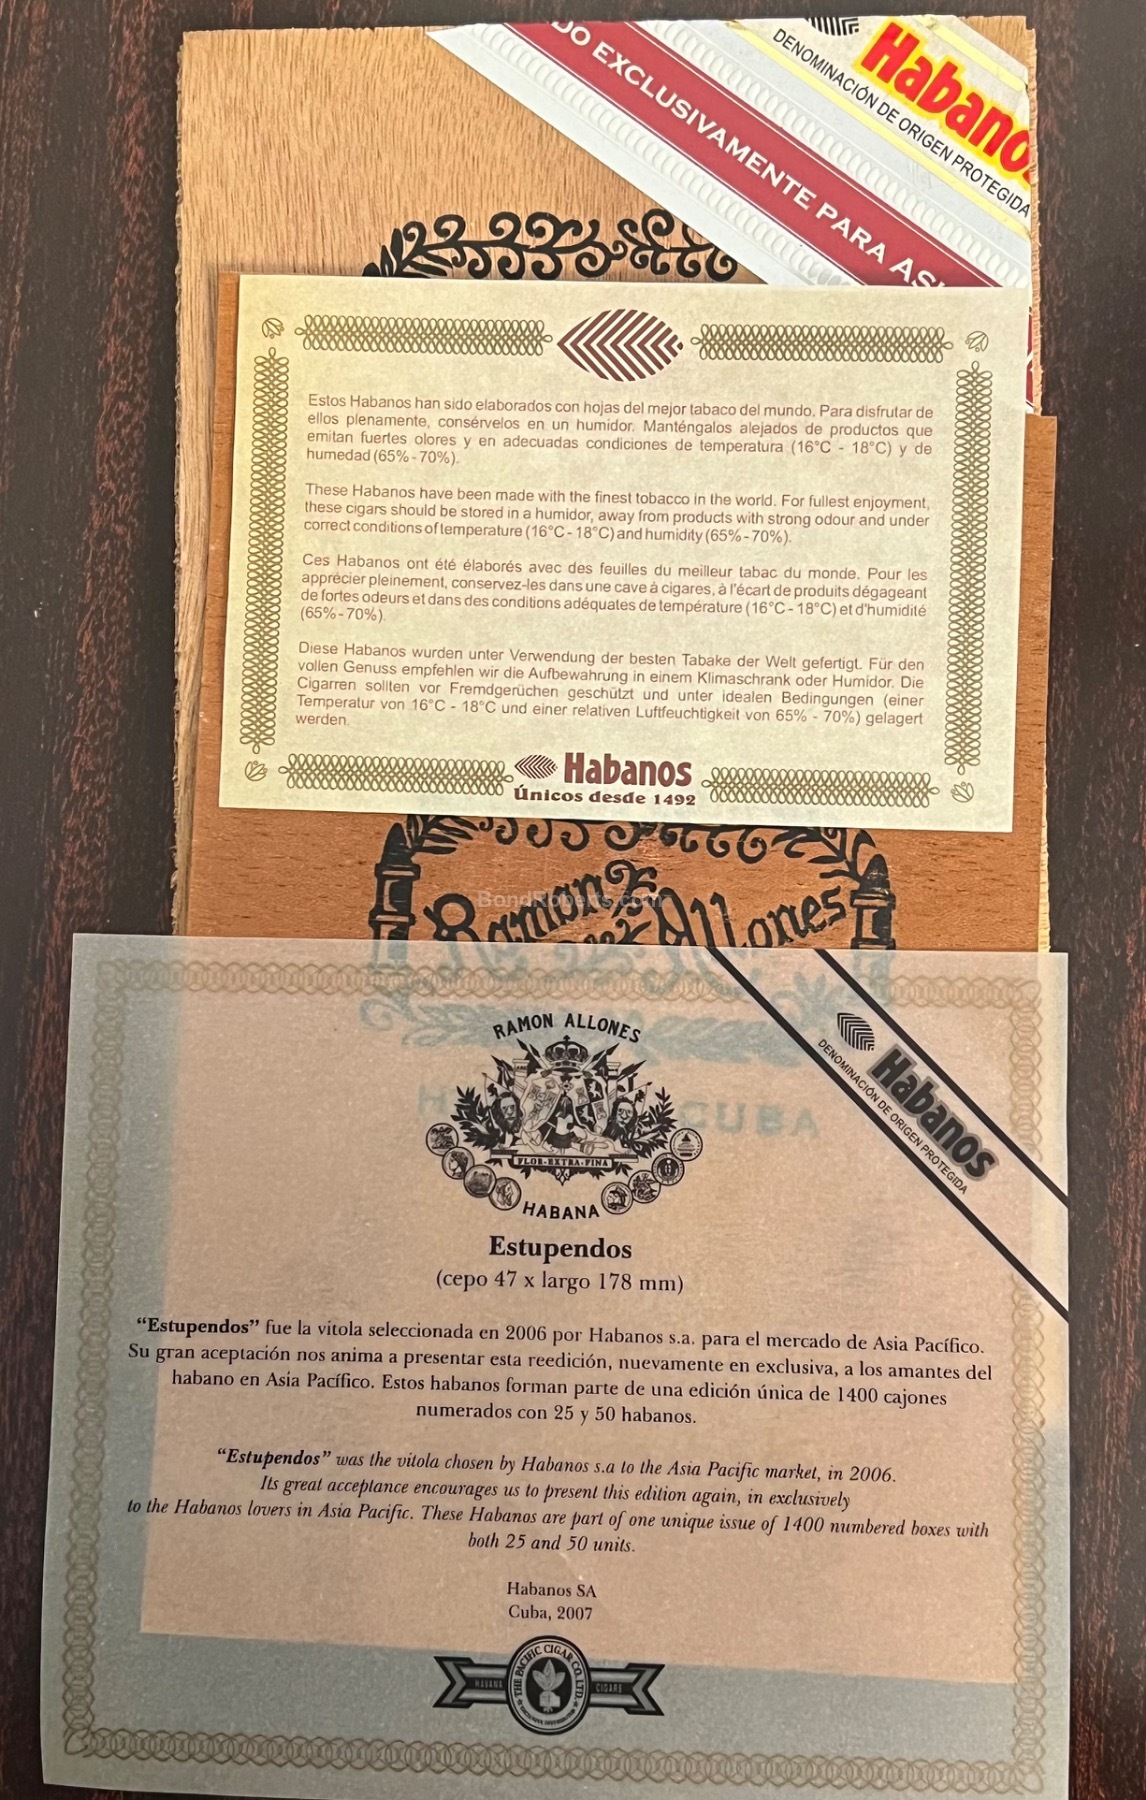 DO EXCLUSIVAMENTE PARA AS
Habanos
DENOMINACIÓN DE ORIGEN PROTEGIDA
Estos Habanos han sido elaborados con hojas del mejor tabaco del mundo. Para disfrutar de
ellos plenamente, consérvelos en un humidor. Manténgalos alejados de productos que
emitan fuertes olores y en adecuadas condiciones de temperatura (16°C - 18°C) y de
humedad (65% - 70%).
These Habanos have been made with the finest tobacco in the world. For fullest enjoyment,
these cigars should be stored in a humidor, away from products with strong odour and under
correct conditions of temperature (16°C - 18°C) and humidity (65% - 70%).
Ces Habanos ont été élaborés avec des feuilles du meilleur tabac du monde. Pour les
apprécier pleinement, conservez-les dans une cave à cigares, à l'écart de produits dégageant
de fortes odeurs et dans des conditions adéquates de température (16°C - 18°C) et d'humidité
(65% - 70%).
Diese Habanos wurden unter Verwendung der besten Tabake der Welt gefertigt. Für den
vollen Genuss empfehlen wir die Aufbewahrung in einem Klimaschrank oder Humidor. Die
Cigarren sollten vor Fremdgerüchen geschützt und unter idealen Bedingungen (einer
Temperatur von 16°C - 18°C und einer relativen Luftfeuchtigkeit von 65% - 70%) gelagert
werden.
Habanos
Únicos desde 1492
BondRoberts.com
Ramon Allones
RAMON ALLONES
FLOR-EXTRA-FINA
HABANA
H CUBA
Habanos
DENOMINACIÓN DE ORIGEN PROTEGIDA
Estupendos
(cepo 47 x largo 178 mm)
“Estupendos” fue la vitola seleccionada en 2006 por Habanos s.a. para el mercado de Asia Pacífico.
Su gran aceptación nos anima a presentar esta reedición, nuevamente en exclusiva, a los amantes del
habano en Asia Pacífico. Estos habanos forman parte de una edición única de 1400 cajones
numerados con 25 y 50 habanos.
“Estupendos” was the vitola chosen by Habanos s.a to the Asia Pacific market, in 2006.
Its great acceptance encourages us to present this edition again, in exclusively
to the Habanos lovers in Asia Pacific. These Habanos are part of one unique issue of 1400 numbered boxes with
both 25 and 50 units.
Habanos SA
Cuba, 2007
THE PACIFIC CIGAR CO. LTD.
HAVANA CIGARS